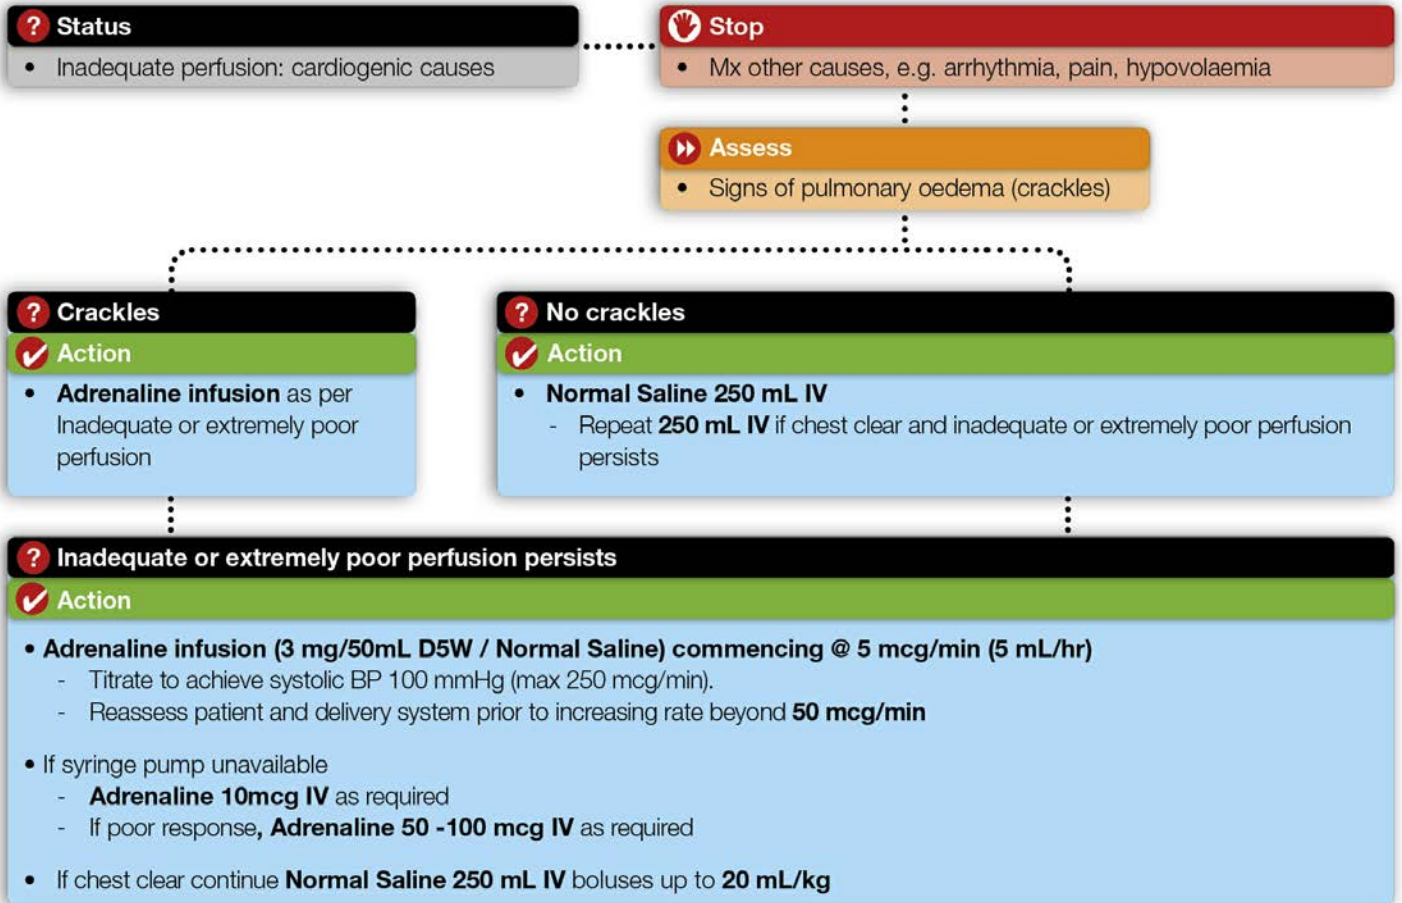 Status
• Inadequate perfusion: cardiogenic causes
Stop
• Mx other causes, e.g. arrhythmia, pain, hypovolaemia
Assess
• Signs of pulmonary oedema (crackles)
? Crackles
Action
• Adrenaline infusion as per
Inadequate or extremely poor
perfusion
? No crackles
Action
• Normal Saline 250 mL IV
- Repeat 250 mL IV if chest clear and inadequate or extremely poor perfusion
persists
? Inadequate or extremely poor perfusion persists
Action
• Adrenaline infusion (3 mg/50mL D5W / Normal Saline) commencing @ 5 mcg/min (5 mL/hr)
- Titrate to achieve systolic BP 100 mmHg (max 250 mcg/min).
- Reassess patient and delivery system prior to increasing rate beyond 50 mcg/min
• If syringe pump unavailable
- Adrenaline 10mcg IV as required
- If poor response, Adrenaline 50 -100 mcg IV as required
• If chest clear continue Normal Saline 250 mL IV boluses up to 20 mL/kg